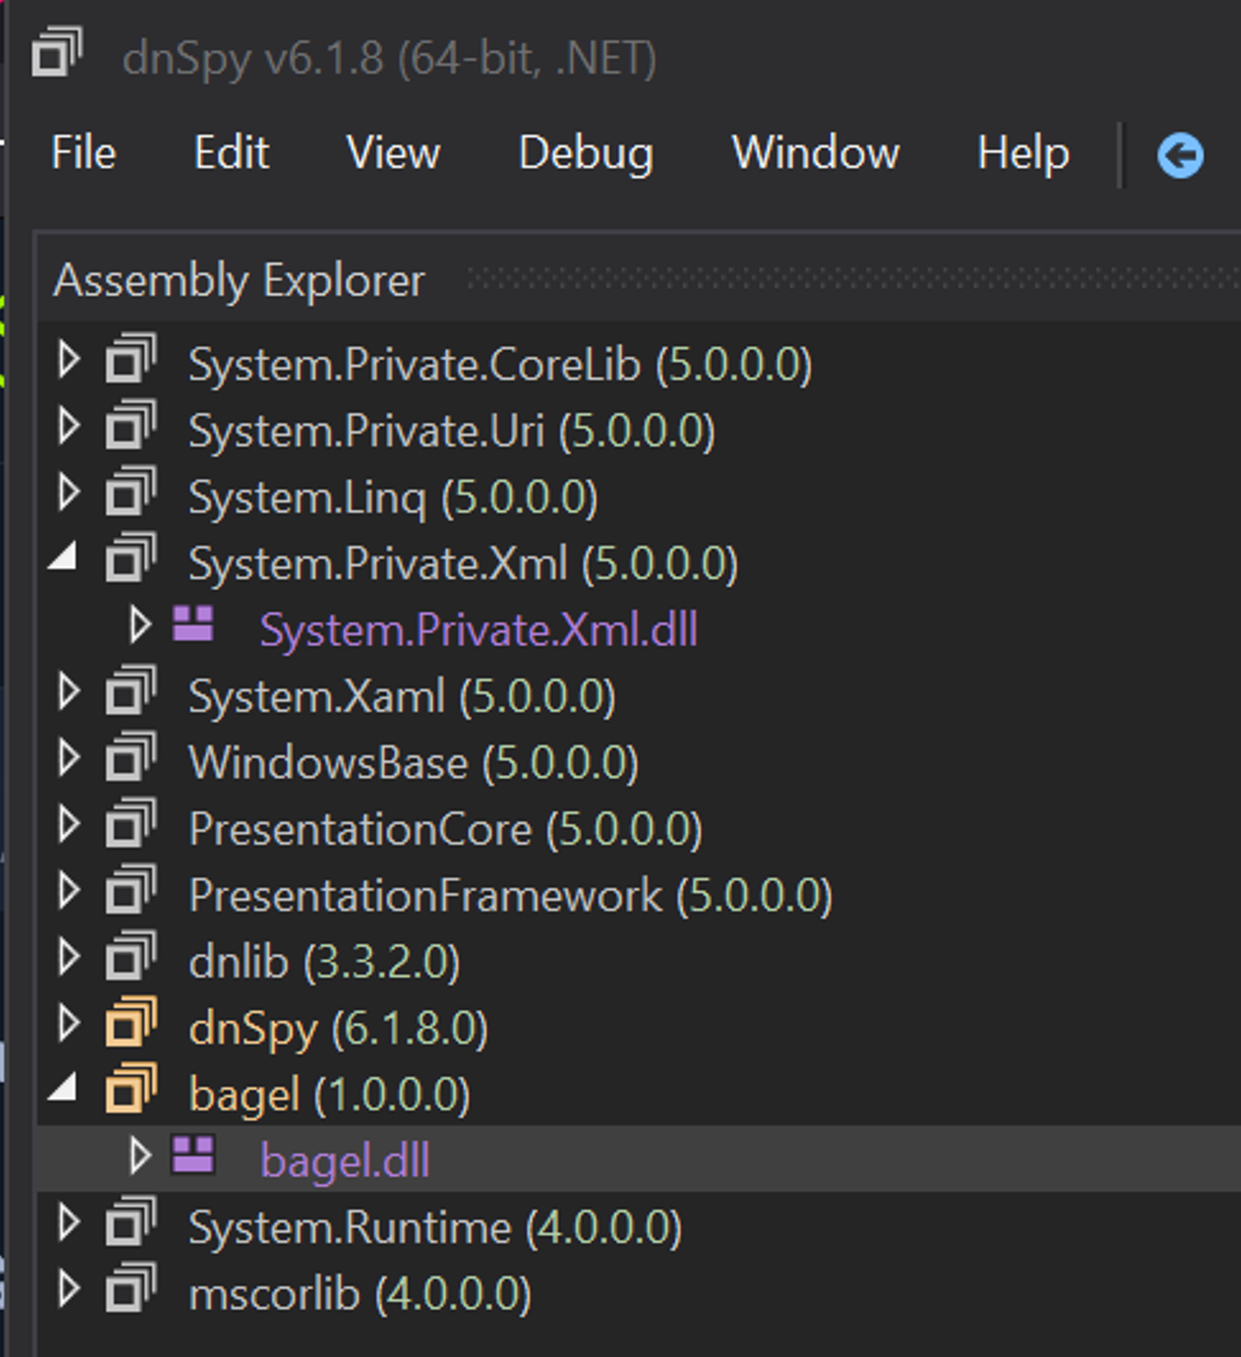 dnSpy v6.1.8 (64-bit, .NET)
File Edit View Debug Window Help
Assembly Explorer
System.Private.CoreLib (5.0.0.0)
System.Private.Uri (5.0.0.0)
System.Linq (5.0.0.0)
System.Private.Xml (5.0.0.0)
System.Private.Xml.dll
System.Xaml (5.0.0.0)
WindowsBase (5.0.0.0)
PresentationCore (5.0.0.0)
PresentationFramework (5.0.0.0)
dnlib (3.3.2.0)
dnSpy (6.1.8.0)
bagel (1.0.0.0)
bagel.dll
System.Runtime (4.0.0.0)
mscorlib (4.0.0.0)